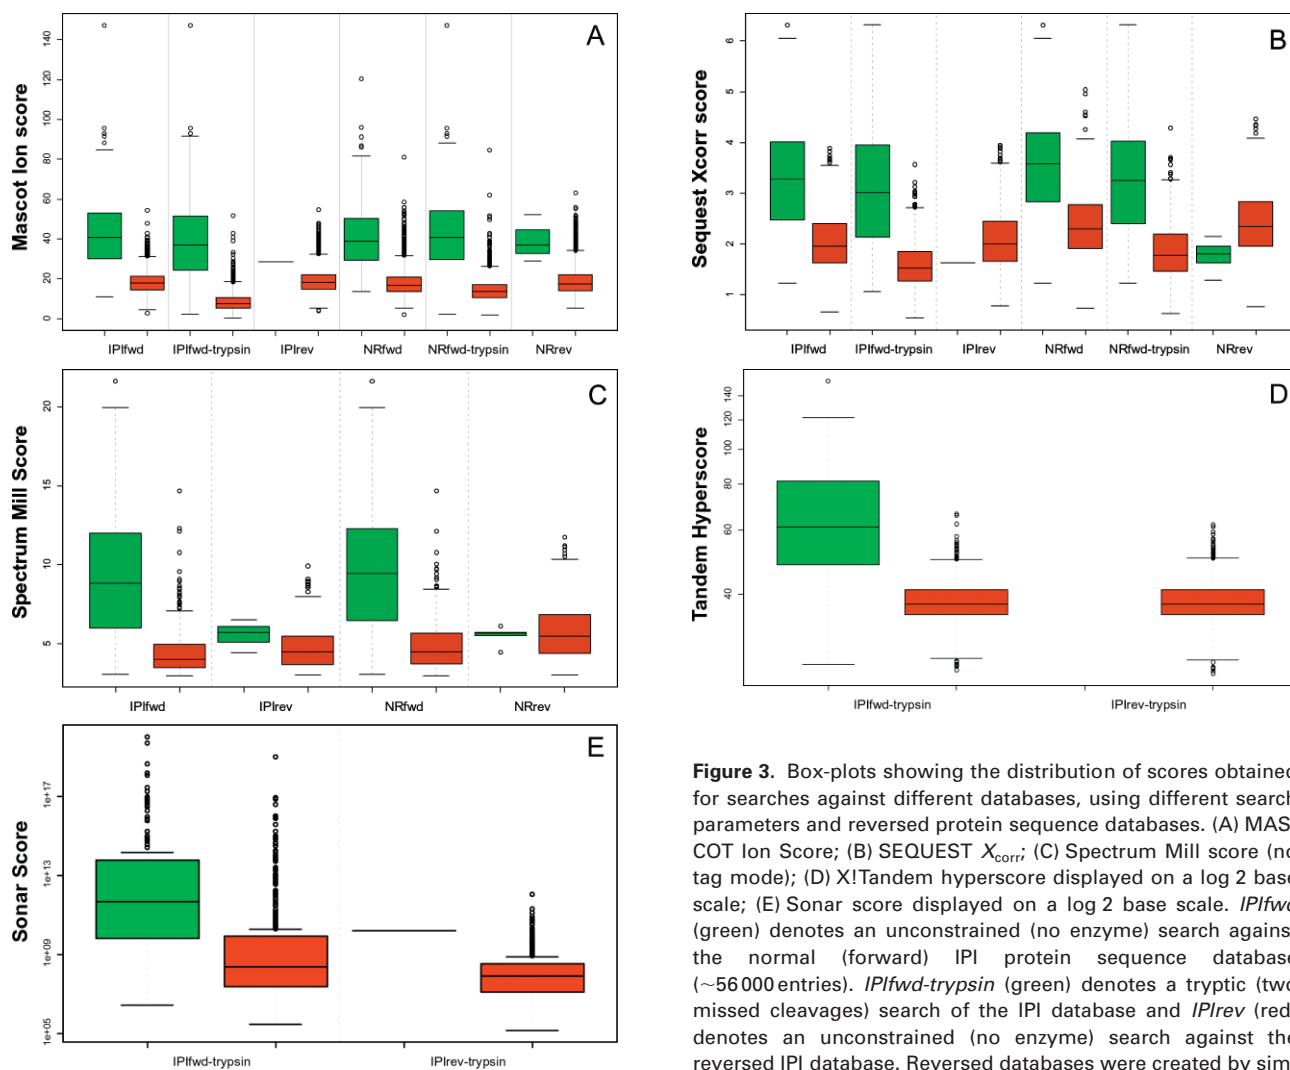 A
Mascot Ion score
0 20 40 60 80 100 120 140
IPIfwd IPIfwd-trypsin IPIrev NRfwd NRfwd-trypsin NRrev
B
Sequest Xcorr score
1 2 3 4 5 6
IPIfwd IPIfwd-trypsin IPIrev NRfwd NRfwd-trypsin NRrev
C
Spectrum Mill Score
5 10 15 20
IPIfwd IPIrev NRfwd NRrev
D
Tandem Hyperscore
40 60 80 100 120 140
IPIfwd-trypsin IPIrev-trypsin
E
Sonar Score
1e+05 1e+09 1e+13 1e+17
IPIfwd-trypsin IPIrev-trypsin
Figure 3. Box-plots showing the distribution of scores obtained
for searches against different databases, using different search
parameters and reversed protein sequence databases. (A) MAS-
COT Ion Score; (B) SEQUEST Xcorr; (C) Spectrum Mill score (no
tag mode); (D) X!Tandem hyperscore displayed on a log 2 base
scale; (E) Sonar score displayed on a log 2 base scale. IPIfwd
(green) denotes an unconstrained (no enzyme) search against
the normal (forward) IPI protein sequence database
(~56 000 entries). IPIfwd-trypsin (green) denotes a tryptic (two
missed cleavages) search of the IPI database and IPIrev (red)
denotes an unconstrained (no enzyme) search against the
reversed IPI database. Reversed databases were created by sim-